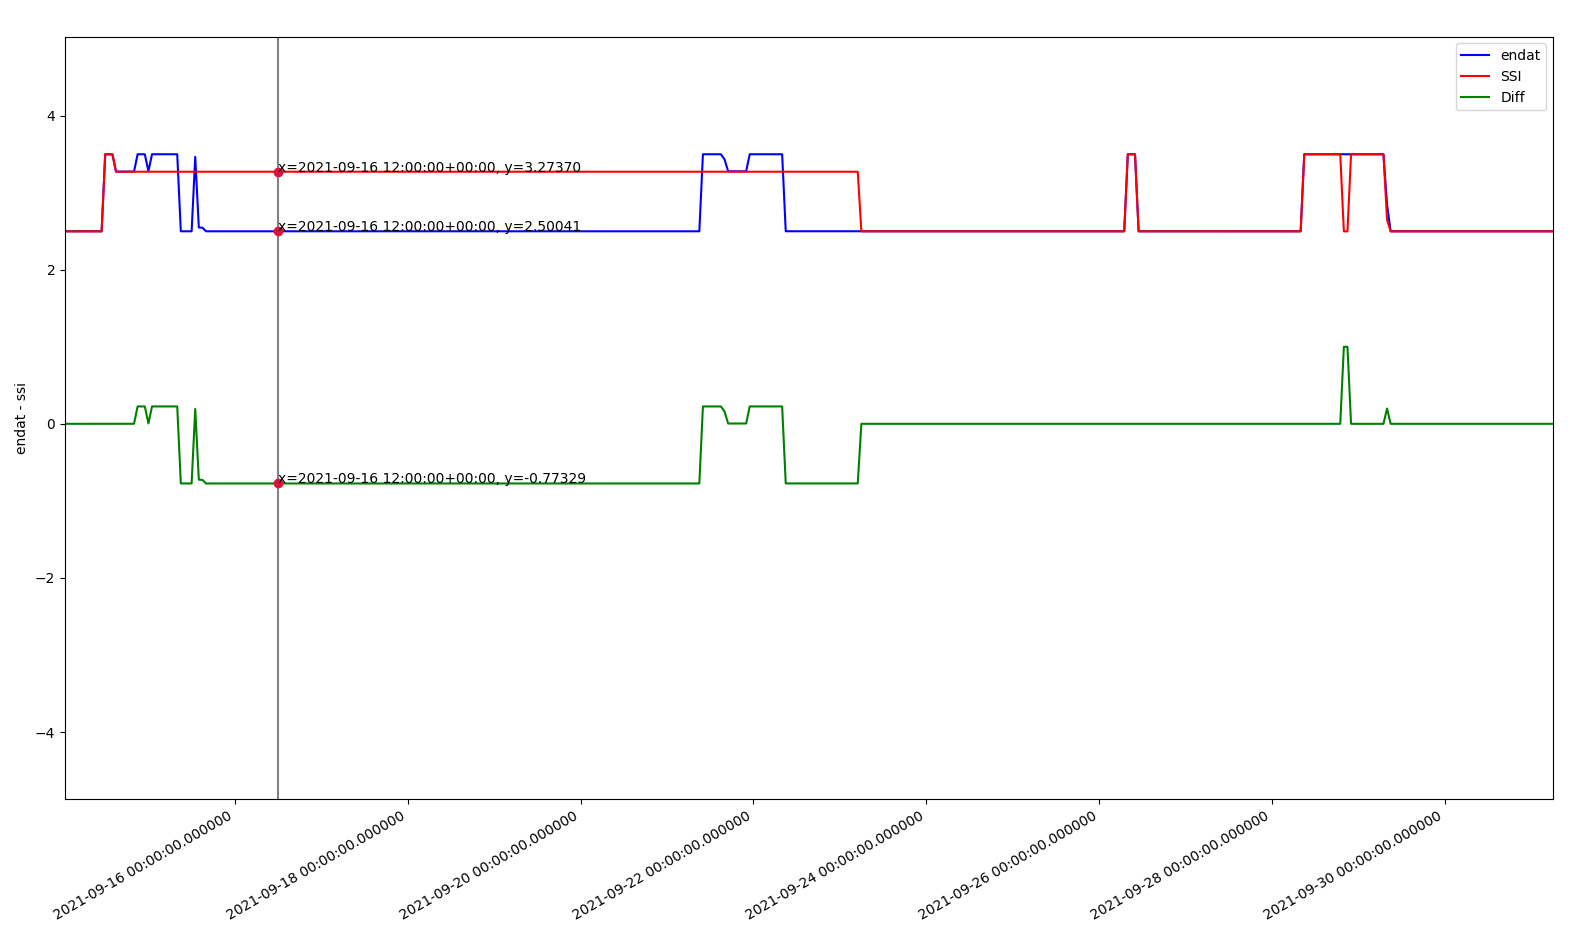 endat
SSI
Diff
4
2
0
−2
−4
endat - ssi
x=2021-09-16 12:00:00+00:00, y=3.27370
x=2021-09-16 12:00:00+00:00, y=2.50041
x=2021-09-16 12:00:00+00:00, y=-0.77329
2021-09-16 00:00:00.000000
2021-09-18 00:00:00.000000
2021-09-20 00:00:00.000000
2021-09-22 00:00:00.000000
2021-09-24 00:00:00.000000
2021-09-26 00:00:00.000000
2021-09-28 00:00:00.000000
2021-09-30 00:00:00.000000